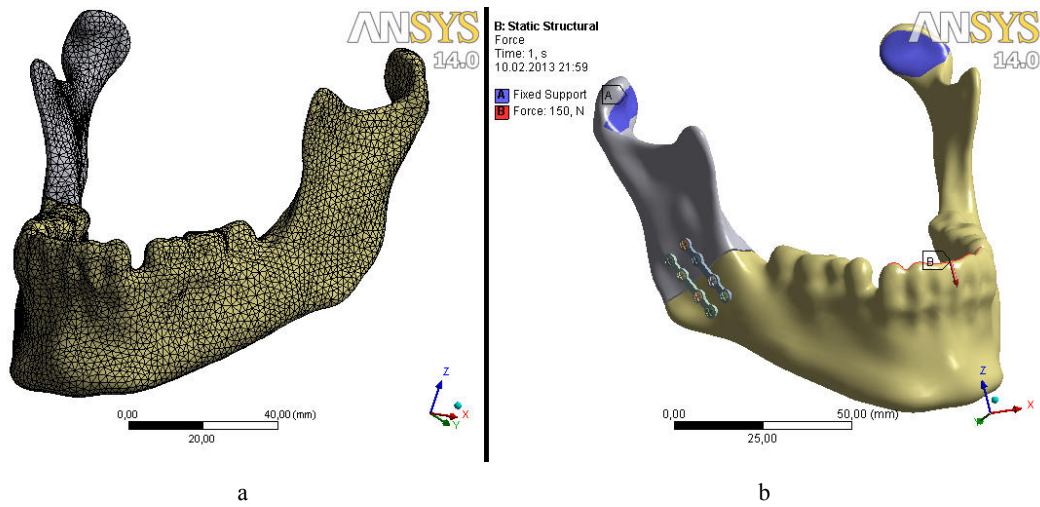 ANSYS
14.0
0,00
40,00 (mm)
20,00
Z
X
Y
a
B: Static Structural
Force
Time: 1, s
10.02.2013 21:59
A Fixed Support
B Force: 150, N
ANSYS
14.0
A
B
0,00
50,00 (mm)
25,00
Z
X
Y
b